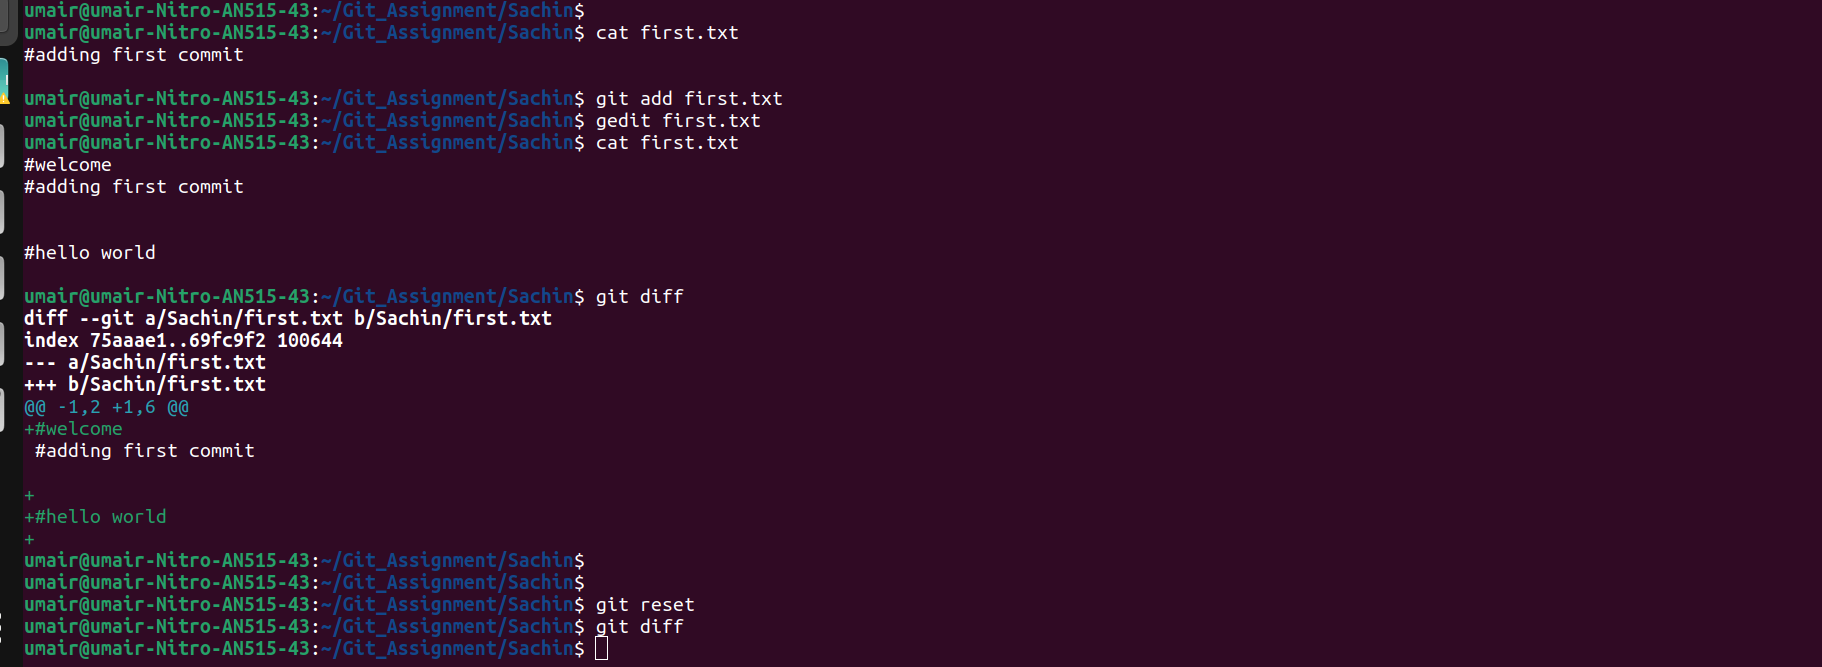 umair@umair-Nitro-AN515-43:~/Git_Assignment/Sachin$
umair@umair-Nitro-AN515-43:~/Git_Assignment/Sachin$ cat first.txt
#adding first commit
umair@umair-Nitro-AN515-43:~/Git_Assignment/Sachin$ git add first.txt
umair@umair-Nitro-AN515-43:~/Git_Assignment/Sachin$ gedit first.txt
umair@umair-Nitro-AN515-43:~/Git_Assignment/Sachin$ cat first.txt
#welcome
#adding first commit
#hello world
umair@umair-Nitro-AN515-43:~/Git_Assignment/Sachin$ git diff
diff --git a/Sachin/first.txt b/Sachin/first.txt
index 75aaae1..69fc9f2 100644
--- a/Sachin/first.txt
+++ b/Sachin/first.txt
@@ -1,2 +1,6 @@
+#welcome
 #adding first commit
+
+#hello world
+
umair@umair-Nitro-AN515-43:~/Git_Assignment/Sachin$
umair@umair-Nitro-AN515-43:~/Git_Assignment/Sachin$
umair@umair-Nitro-AN515-43:~/Git_Assignment/Sachin$ git reset
umair@umair-Nitro-AN515-43:~/Git_Assignment/Sachin$ git diff
umair@umair-Nitro-AN515-43:~/Git_Assignment/Sachin$